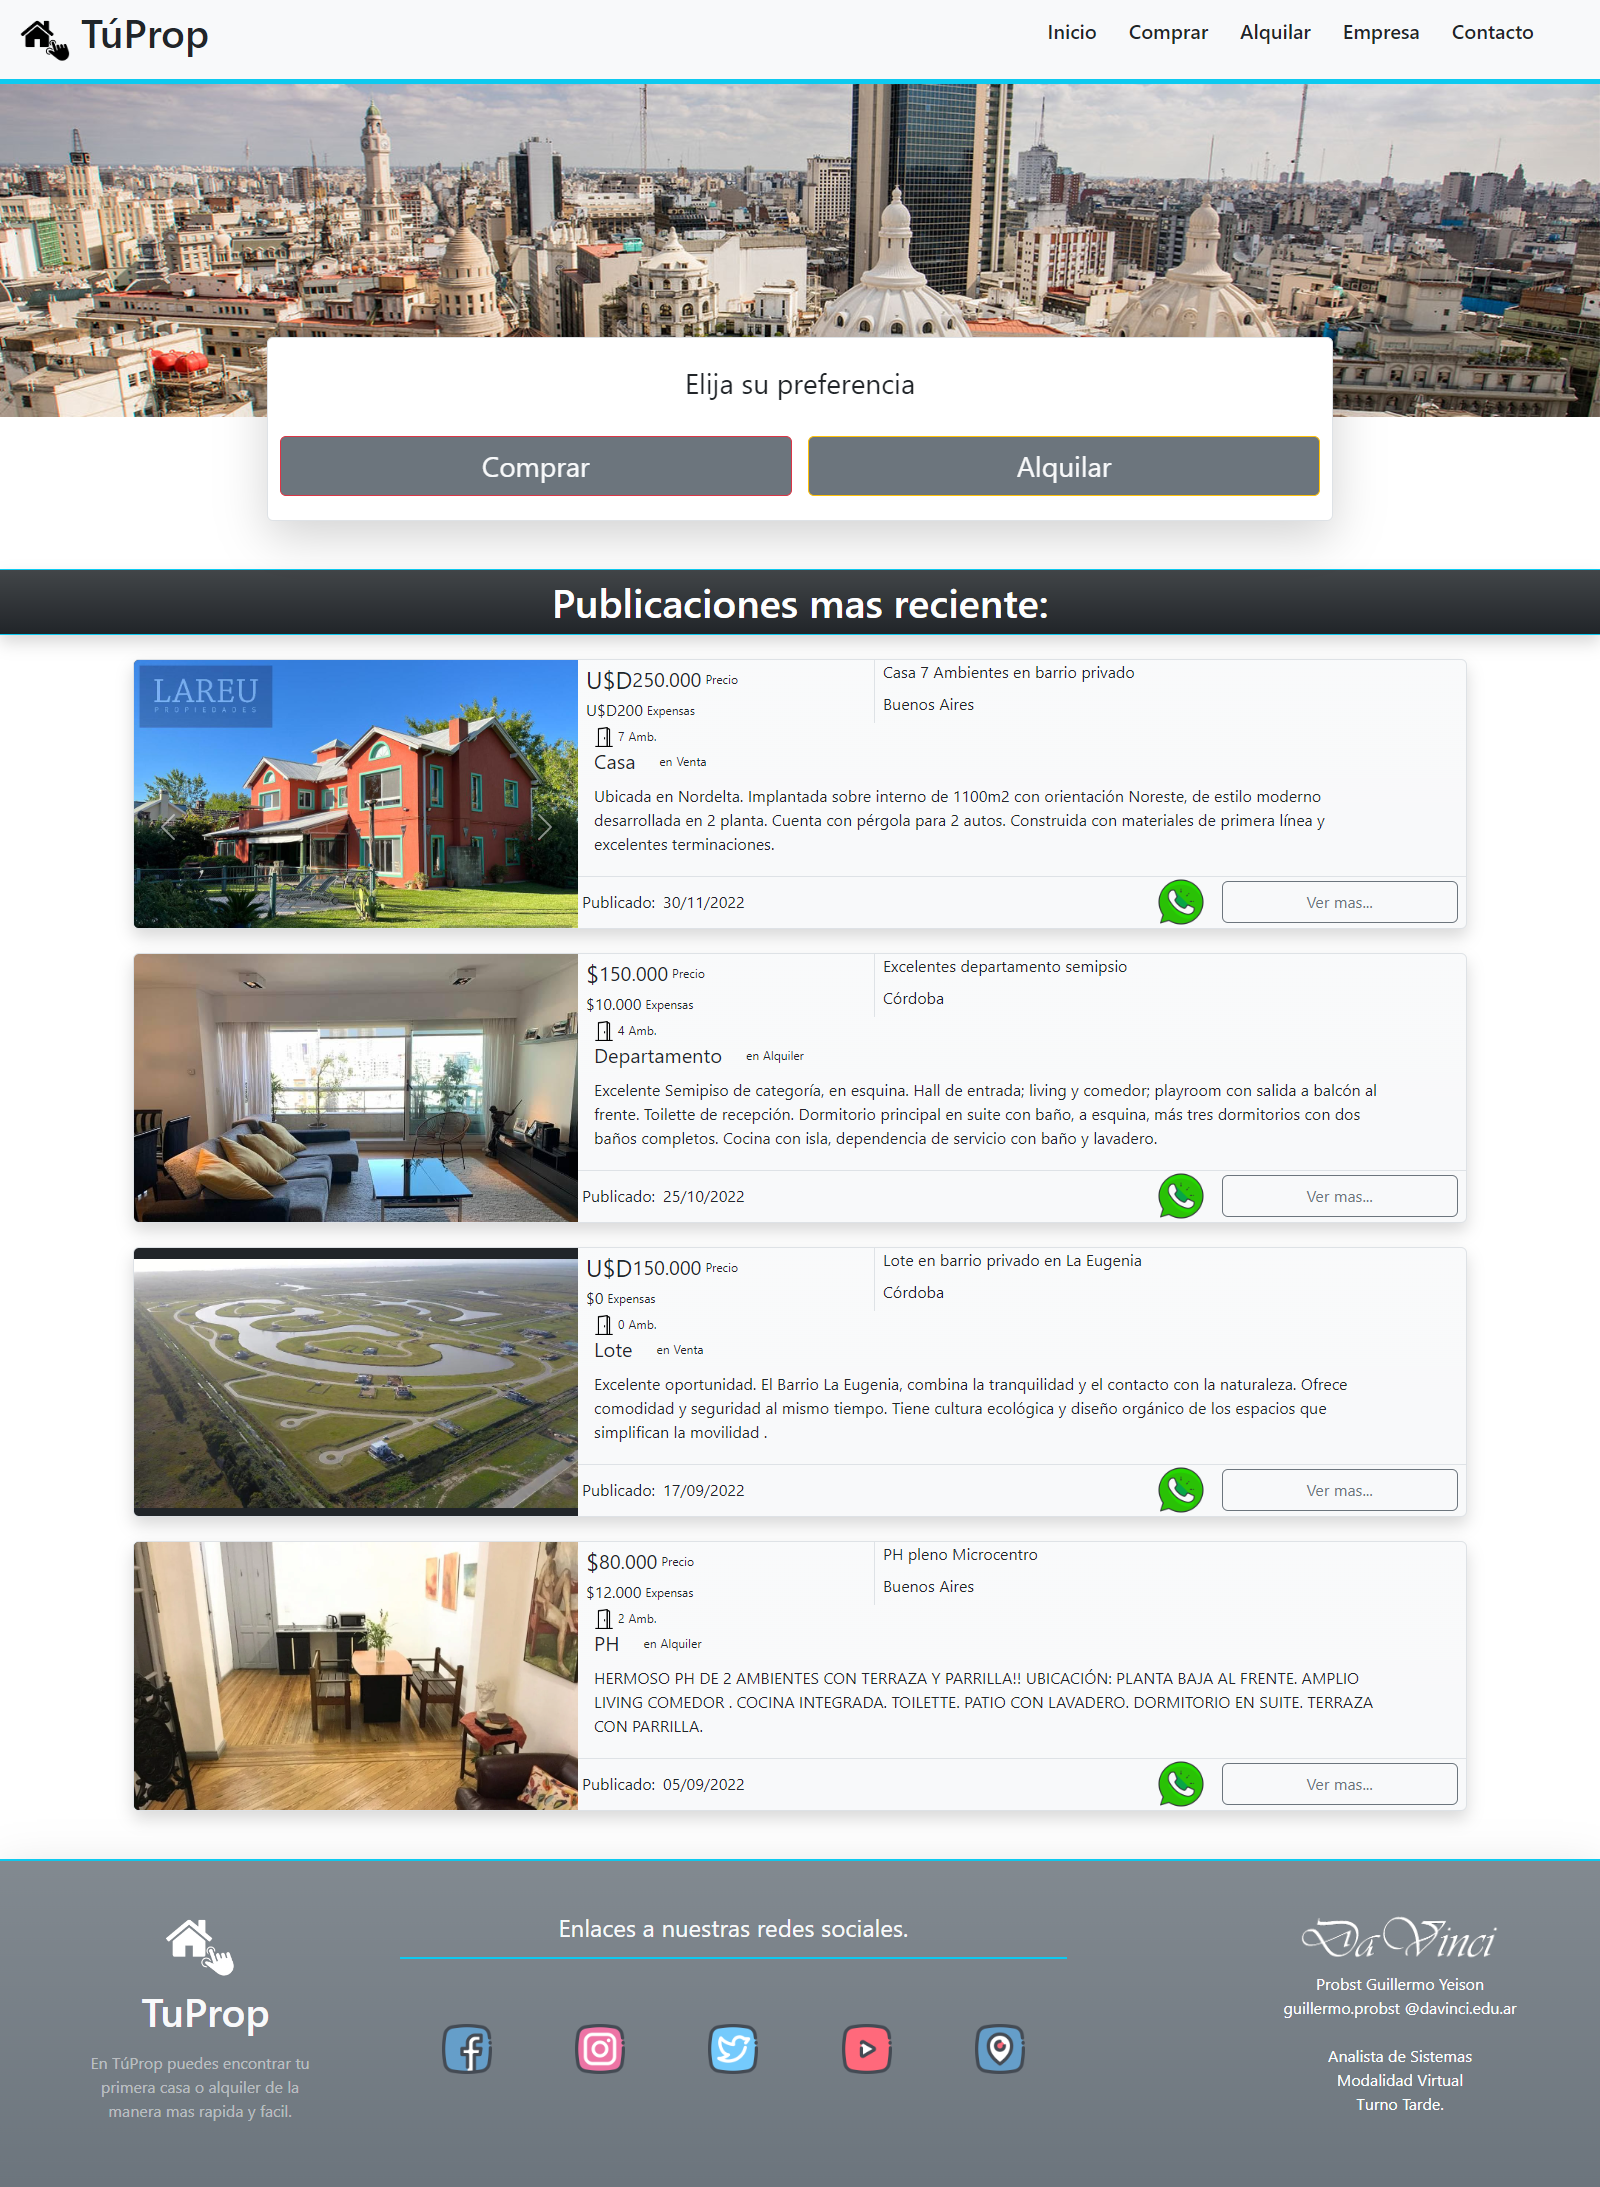 TúProp
Inicio
Comprar
Alquilar
Empresa
Contacto
Elija su preferencia
Comprar
Alquilar
Publicaciones mas reciente:
LAREU
PROPIEDADES
U$D250.000 Precio
U$D200 Expensas
7 Amb.
Casa en Venta
Casa 7 Ambientes en barrio privado
Buenos Aires
Ubicada en Nordelta. Implantada sobre interno de 1100m2 con orientación Noreste, de estilo moderno
desarrollada en 2 planta. Cuenta con pérgola para 2 autos. Construida con materiales de primera línea y
excelentes terminaciones.
Publicado: 30/11/2022
Ver mas...
$150.000 Precio
$10.000 Expensas
4 Amb.
Departamento en Alquiler
Excelentes departamento semipsio
Córdoba
Excelente Semipiso de categoría, en esquina. Hall de entrada; living y comedor; playroom con salida a balcón al
frente. Toilette de recepción. Dormitorio principal en suite con baño, a esquina, más tres dormitorios con dos
baños completos. Cocina con isla, dependencia de servicio con baño y lavadero.
Publicado: 25/10/2022
Ver mas...
U$D150.000 Precio
$0 Expensas
0 Amb.
Lote en Venta
Lote en barrio privado en La Eugenia
Córdoba
Excelente oportunidad. El Barrio La Eugenia, combina la tranquilidad y el contacto con la naturaleza. Ofrece
comodidad y seguridad al mismo tiempo. Tiene cultura ecológica y diseño orgánico de los espacios que
simplifican la movilidad .
Publicado: 17/09/2022
Ver mas...
$80.000 Precio
$12.000 Expensas
2 Amb.
PH en Alquiler
PH pleno Microcentro
Buenos Aires
HERMOSO PH DE 2 AMBIENTES CON TERRAZA Y PARRILLA!! UBICACIÓN: PLANTA BAJA AL FRENTE. AMPLIO
LIVING COMEDOR . COCINA INTEGRADA. TOILETTE. PATIO CON LAVADERO. DORMITORIO EN SUITE. TERRAZA
CON PARRILLA.
Publicado: 05/09/2022
Ver mas...
TuProp
En TúProp puedes encontrar tu
primera casa o alquiler de la
manera mas rapida y facil.
Enlaces a nuestras redes sociales.
DaVinci
Probst Guillermo Yeison
guillermo.probst @davinci.edu.ar
Analista de Sistemas
Modalidad Virtual
Turno Tarde.